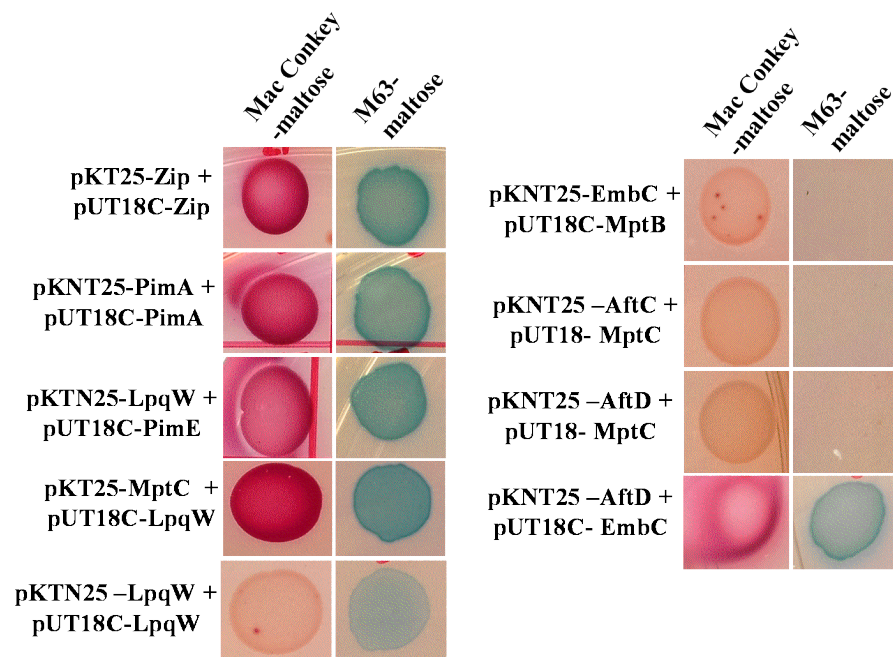 Mac Conkey
-maltose
M63-
maltose
pKT25-Zip +
pUT18C-Zip
pKNT25-PimA +
pUT18C-PimA
pKTN25-LpqW +
pUT18C-PimE
pKT25-MptC +
pUT18C-LpqW
pKTN25 –LpqW +
pUT18C-LpqW
Mac Conkey
-maltose
M63-
maltose
pKNT25-EmbC +
pUT18C-MptB
pKNT25 –AftC +
pUT18- MptC
pKNT25 –AftD +
pUT18- MptC
pKNT25 –AftD +
pUT18C- EmbC